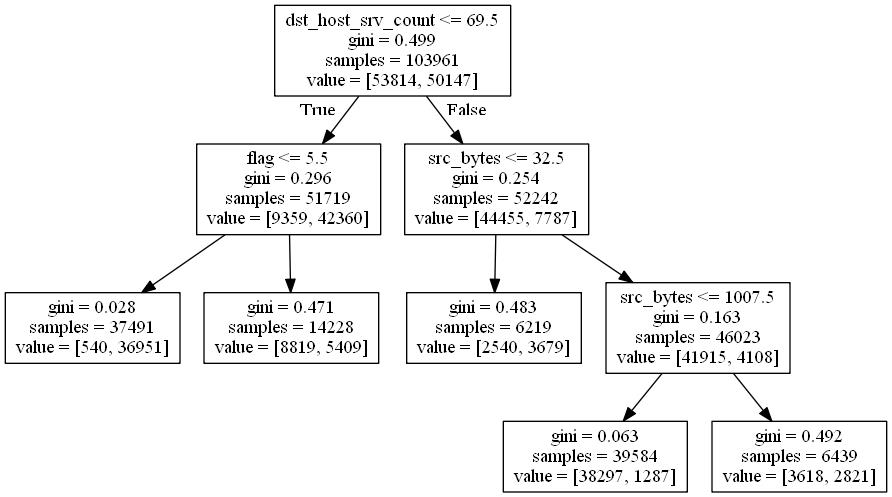 dst_host_srv_count <= 69.5
gini = 0.499
samples = 103961
value = [53814, 50147]
True
False
flag <= 5.5
gini = 0.296
samples = 51719
value = [9359, 42360]
src_bytes <= 32.5
gini = 0.254
samples = 52242
value = [44455, 7787]
gini = 0.028
samples = 37491
value = [540, 36951]
gini = 0.471
samples = 14228
value = [8819, 5409]
gini = 0.483
samples = 6219
value = [2540, 3679]
src_bytes <= 1007.5
gini = 0.163
samples = 46023
value = [41915, 4108]
gini = 0.063
samples = 39584
value = [38297, 1287]
gini = 0.492
samples = 6439
value = [3618, 2821]